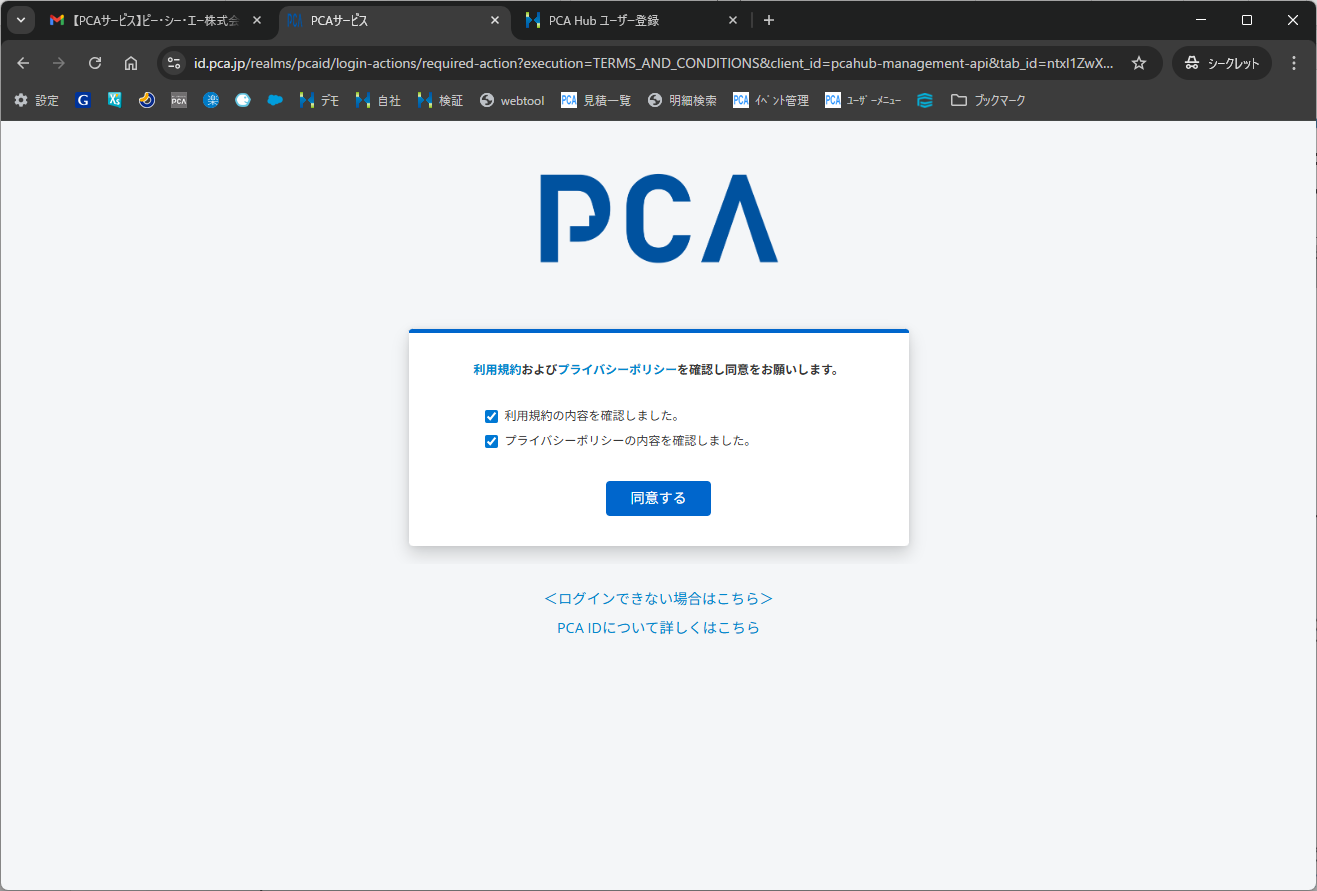 【PCAサービス】ピー・シー・エー株式会
PCAサービス
PCA Hub ユーザー登録
id.pca.jp/realms/pcaid/login-actions/required-action?execution=TERMS_AND_CONDITIONS&client_id=pcahub-management-api&tab_id=ntxl1ZwX...
シークレット
設定
G
PCA
楽
デモ
自社
検証
webtool
PCA 見積一覧
明細検索
PCA ｲﾍﾞﾝﾄ管理
PCA ﾕｰｻﾞｰﾒﾆｭｰ
ブックマーク
PCA
利用規約およびプライバシーポリシーを確認し同意をお願いします。
利用規約の内容を確認しました。
プライバシーポリシーの内容を確認しました。
同意する
＜ログインできない場合はこちら＞
PCA IDについて詳しくはこちら